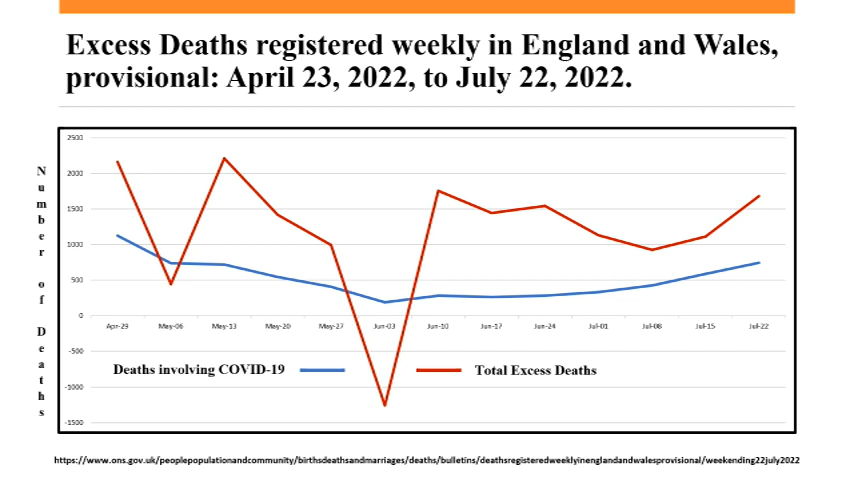 Excess Deaths registered weekly in England and Wales,
provisional: April 23, 2022, to July 22, 2022.
Number of Deaths
2500
2000
1500
1000
500
0
-500
-1000
-1500
Apr-29 May-06 May-13 May-20 May-27 Jun-03 Jun-10 Jun-17 Jun-24 Jul-01 Jul-08 Jul-15 Jul-22
Deaths involving COVID-19 Total Excess Deaths
https://www.ons.gov.uk/peoplepopulationandcommunity/birthsdeathsandmarriages/deaths/bulletins/deathsregisteredweeklyinenglandandwalesprovisional/weekending22july2022